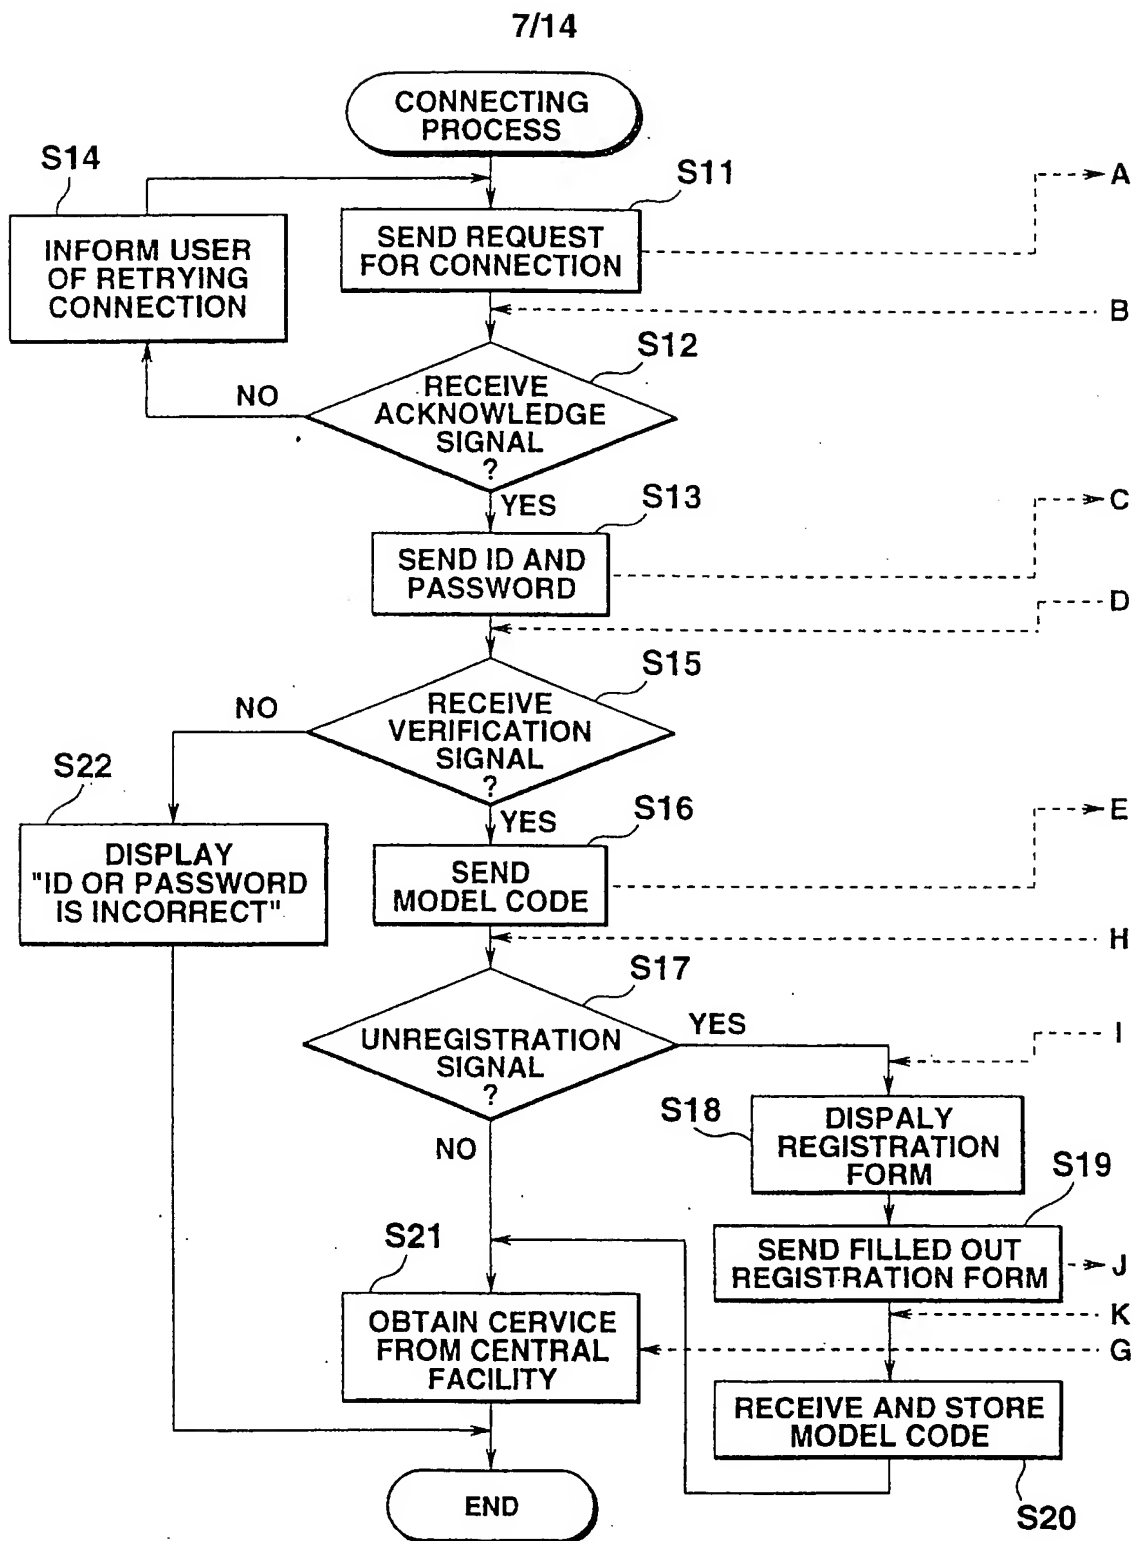 7/14
CONNECTING
PROCESS
S14
S11
A
INFORM USER
OF RETRYING
CONNECTION
SEND REQUEST
FOR CONNECTION
B
S12
NO
RECEIVE
ACKNOWLEDGE
SIGNAL
?
YES
S13
C
SEND ID AND
PASSWORD
D
S15
NO
RECEIVE
VERIFICATION
SIGNAL
?
S22
YES
S16
E
DISPLAY
"ID OR PASSWORD
IS INCORRECT"
SEND
MODEL CODE
H
S17
UNREGISTRATION
SIGNAL
?
YES
I
NO
S18
DISPALY
REGISTRATION
FORM
S19
S21
SEND FILLED OUT
REGISTRATION FORM
J
K
OBTAIN CERVICE
FROM CENTRAL
FACILITY
G
RECEIVE AND STORE
MODEL CODE
S20
END